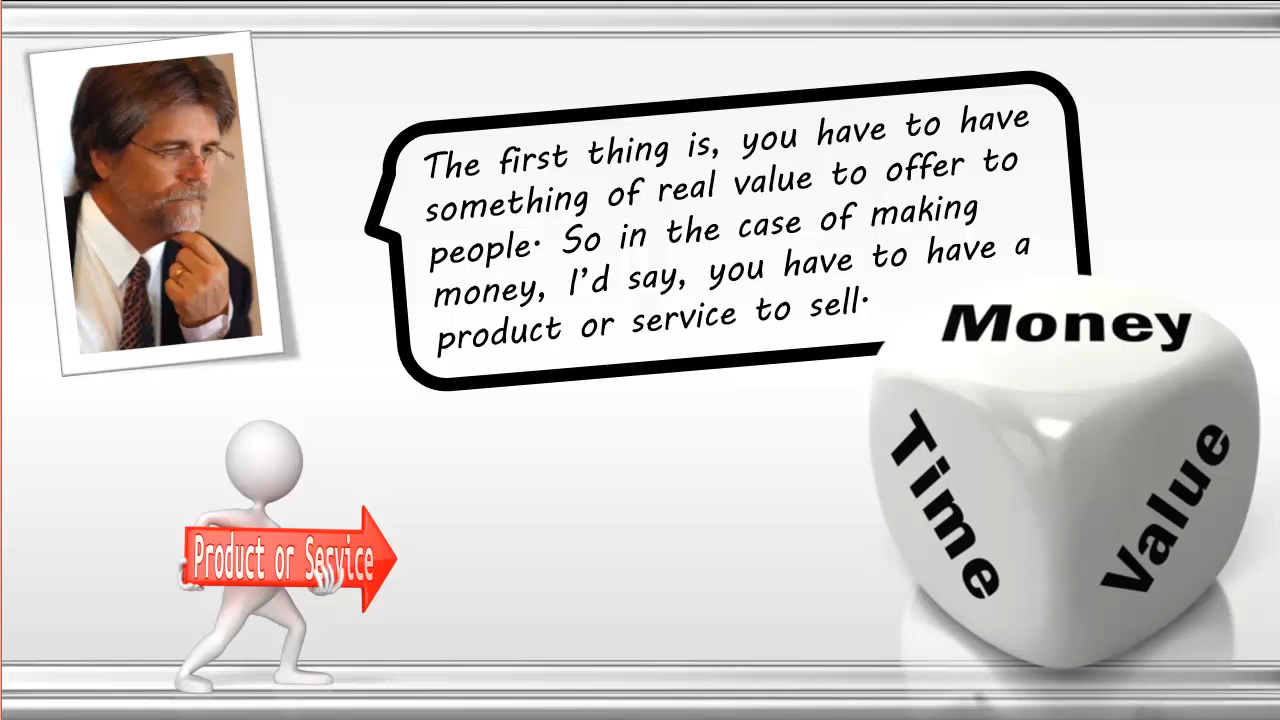 The first thing is, you have to have
something of real value to offer to
people. So in the case of making
money, I'd say, you have to have a
product or service to sell.
Money
Time
Value
Product or Service